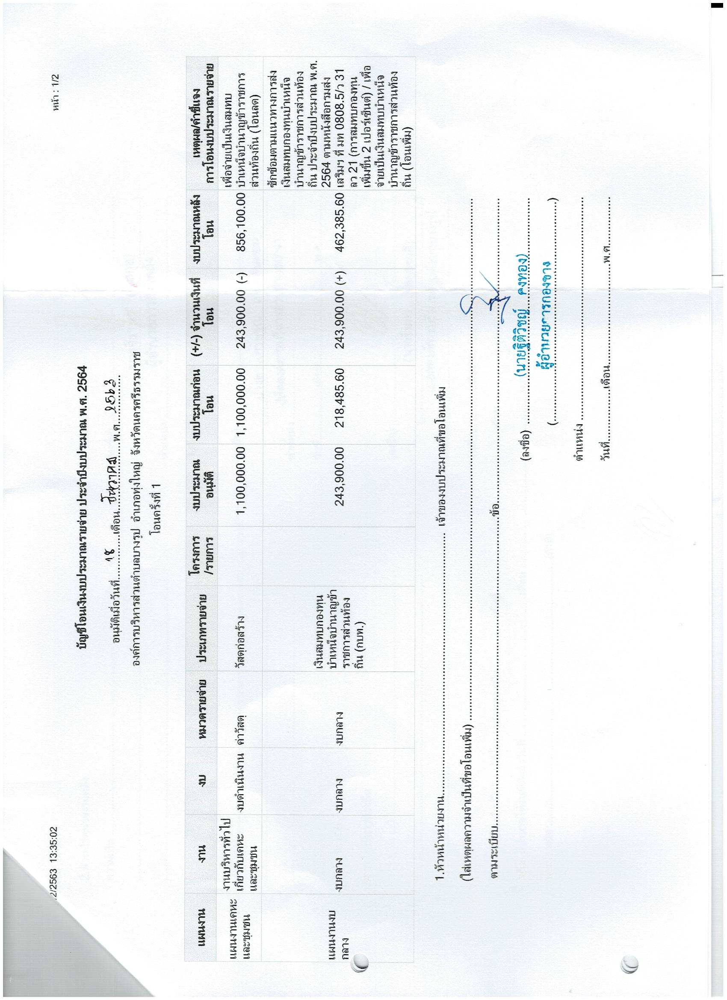 2/2563 13:35:02
หน้า : 1/2
บัญชีโอนเงินงบประมาณรายจ่าย ประจำปีงบประมาณ พ.ศ. 2564
อนุมัติเมื่อวันที่.....18.....เดือน.....ธันวาคม.....พ.ศ.....2563.....
องค์การบริหารส่วนตำบลบางรูป อำเภอทุ่งใหญ่ จังหวัดนครศรีธรรมราช
โอนครั้งที่ 1
แผนงาน งาน งบ หมวดรายจ่าย ประเภทรายจ่าย โครงการ/รายการ งบประมาณอนุมัติ งบประมาณก่อนโอน (+/-) จำนวนเงินที่โอน งบประมาณหลังโอน เหตุผล/คำชี้แจงการโอนงบประมาณรายจ่าย
แผนงานเคหะ
และชุมชน
งานบริหารทั่วไป
เกี่ยวกับเคหะ
และชุมชน
งบดำเนินงาน
ค่าวัสดุ
วัสดุก่อสร้าง
1,100,000.00 1,100,000.00 243,900.00 (-) 856,100.00
เพื่อจ่ายเป็นเงินสมทบ
บำเหน็จบำนาญข้าราชการ
ส่วนท้องถิ่น (โอนลด)
แผนงานงบ
กลาง
งบกลาง
งบกลาง
งบกลาง
เงินสมทบกองทุน
บำเหน็จบำนาญข้า
ราชการส่วนท้อง
ถิ่น (กบท.)
243,900.00 218,485.60 243,900.00 (+) 462,385.60
ซักซ้อมตามแนวทางการส่ง
เงินสมทบกองทุนบำเหน็จ
บำนาญข้าราชการส่วนท้อง
ถิ่น ประจำปีงบประมาณ พ.ศ.
2564 ตามหนังสือกรมส่ง
เสริมฯ ที่ มท 0808.5/ว 31
ลว 21 (การสมทบกองทุน
เพิ่มขึ้น 2 เปอร์เซ็นต์) / เพื่อ
จ่ายเป็นเงินสมทบบำเหน็จ
บำนาญข้าราชการส่วนท้อง
ถิ่น (โอนเพิ่ม)
1.หัวหน้าหน่วยงาน.......................... เจ้าของงบประมาณที่ขอโอนเพิ่ม
(ใส่เหตุผลความจำเป็นที่ขอโอนเพิ่ม) ..........................
ตามระเบียบ..........................ข้อ..........................
(ลงชื่อ) ..........................
(นายฐิติวิชญ์ คงทอง)
ผู้อำนวยการกองช่าง
(..........................)
ตำแหน่ง ..........................
วันที่..............เดือน..............พ.ศ..............